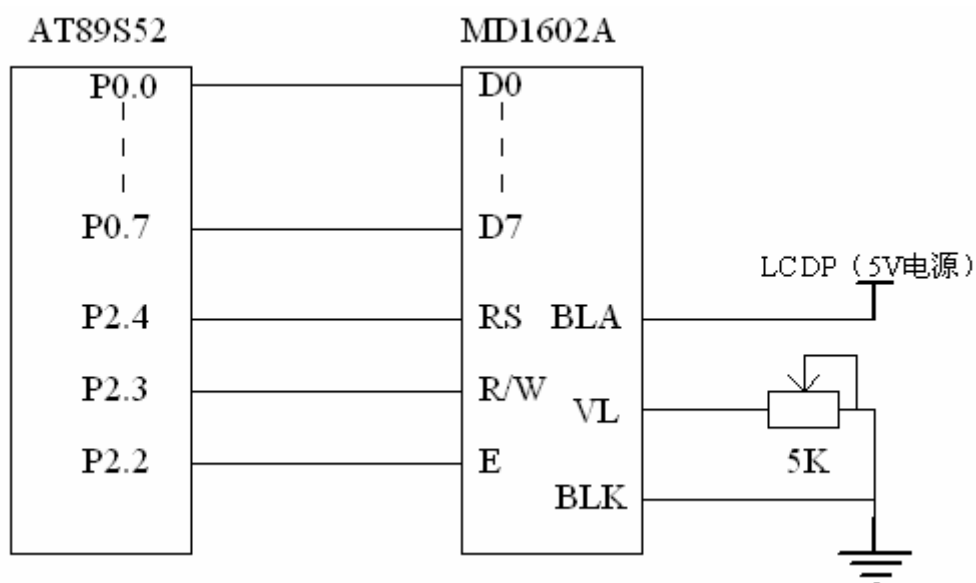 AT89S52
MD1602A
P0.0
D0
P0.7
D7
LCDP（5V电源）
P2.4
RS
BLA
P2.3
R/W
VL
P2.2
E
5K
BLK